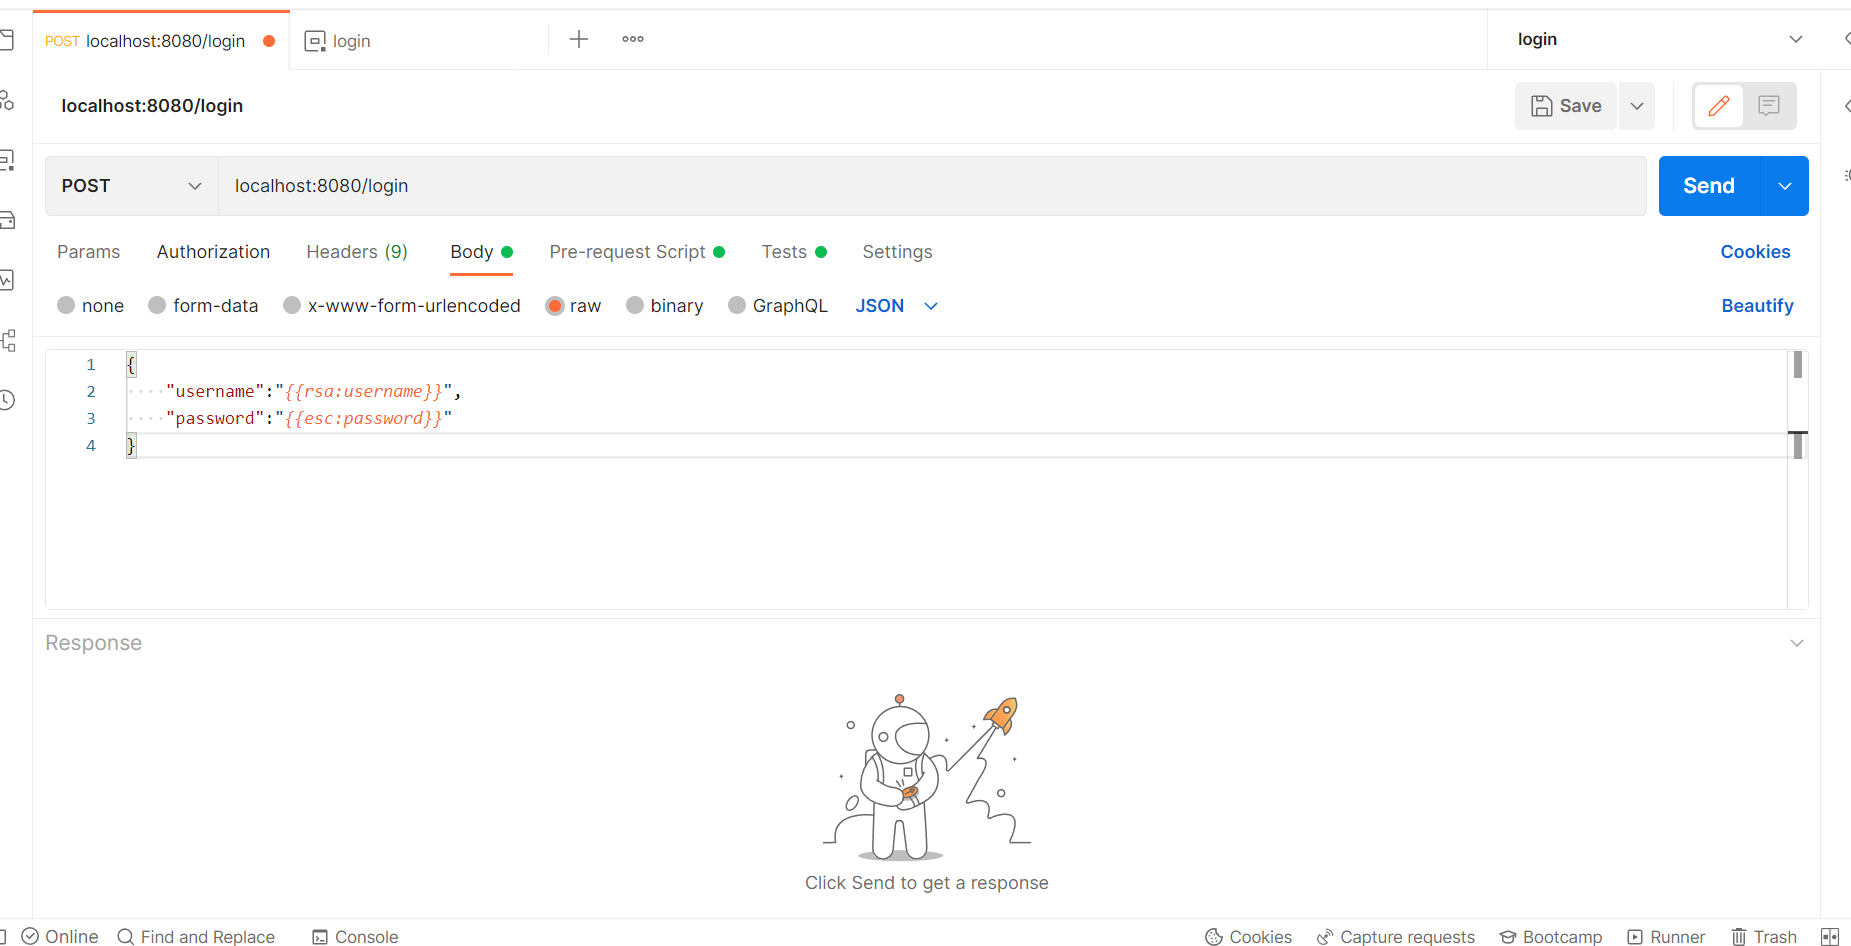 POST localhost:8080/login login login
localhost:8080/login Save
POST localhost:8080/login Send
Params Authorization Headers (9) Body Pre-request Script Tests Settings Cookies
none form-data x-www-form-urlencoded raw binary GraphQL JSON Beautify
1 {
2 "username":"{{rsa:username}}",
3 "password":"{{esc:password}}"
4 }
Response
Click Send to get a response
Online Find and Replace Console Cookies Capture requests Bootcamp Runner Trash